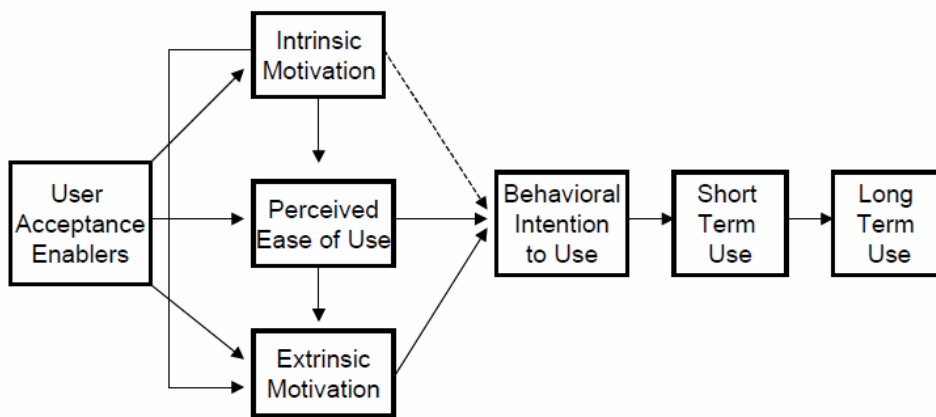 Intrinsic
Motivation
User
Acceptance
Enablers
Perceived
Ease of Use
Behavioral
Intention
to Use
Short
Term
Use
Long
Term
Use
Extrinsic
Motivation